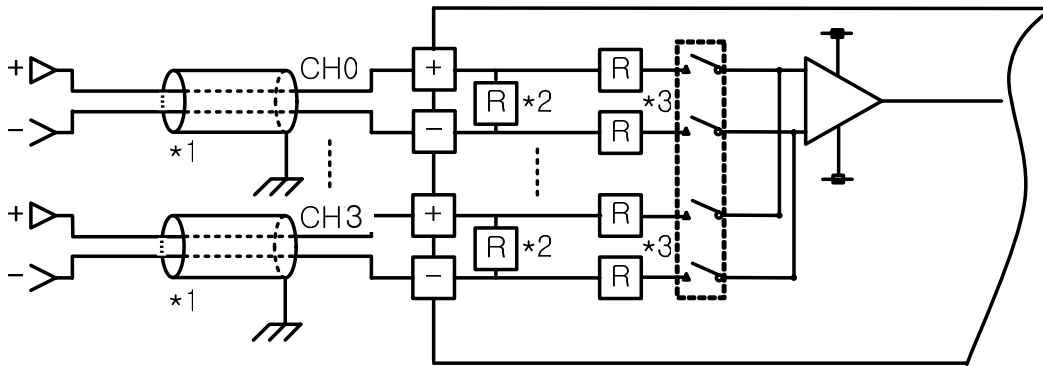 + CH0 + R
R *2 *3
− − R
*1
+ CH3 + R
R *2 *3
− − R
*1